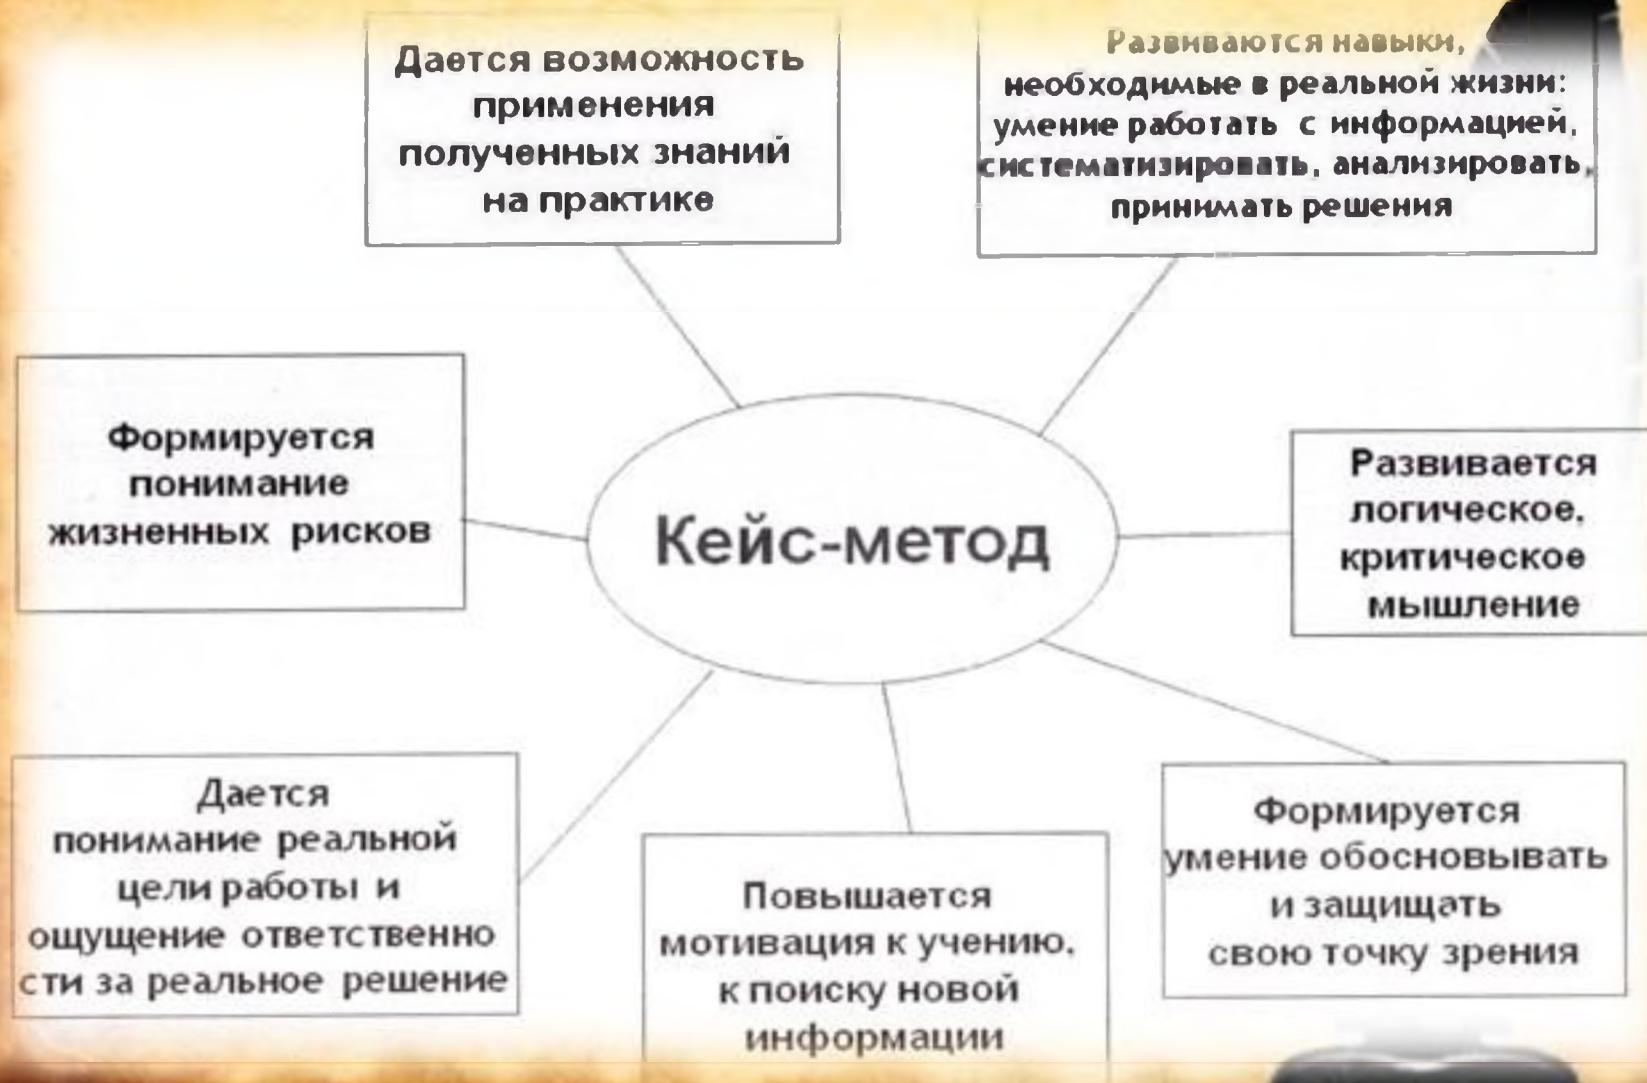 Дается возможность
применения
полученных знаний
на практике
Развиваются навыки,
необходимые в реальной жизни:
умение работать с информацией,
систематизировать, анализировать,
принимать решения
Формируется
понимание
жизненных рисков
Кейс-метод
Развивается
логическое,
критическое
мышление
Дается
понимание реальной
цели работы и
ощущение ответственно
сти за реальное решение
Повышается
мотивация к учению,
к поиску новой
информации
Формируется
умение обосновывать
и защищать
свою точку зрения